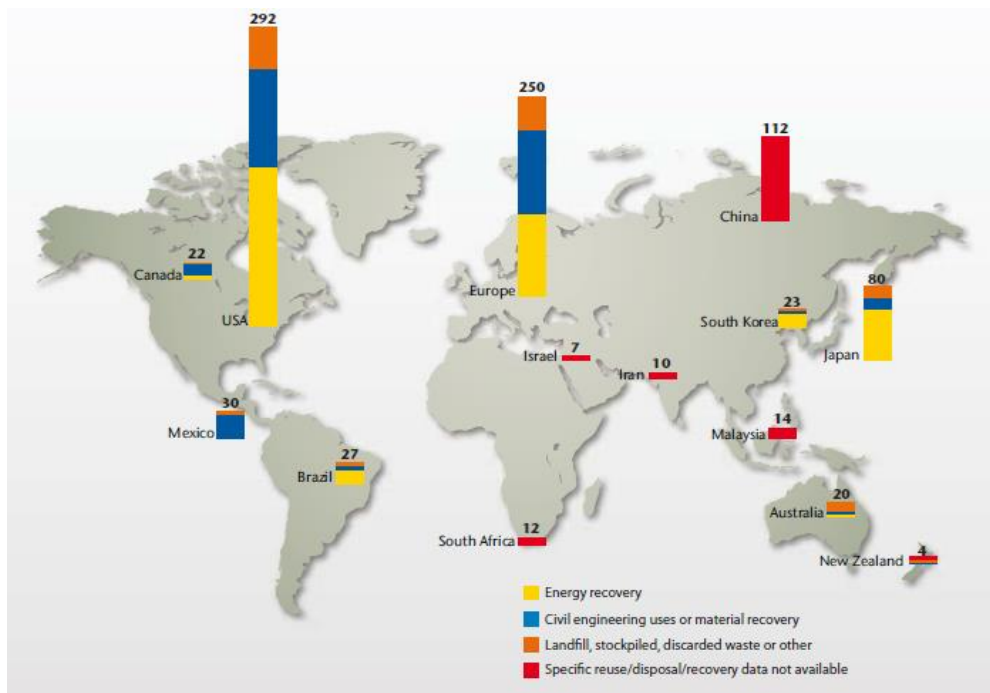 292
250
112
China
22
Canada
Europe
80
23
USA
South Korea
Israel
7
10
Iran
Japan
30
14
Mexico
Malaysia
27
Brazil
20
Australia
12
South Africa
4
New Zealand
Energy recovery
Civil engineering uses or material recovery
Landfill, stockpiled, discarded waste or other
Specific reuse/disposal/recovery data not available